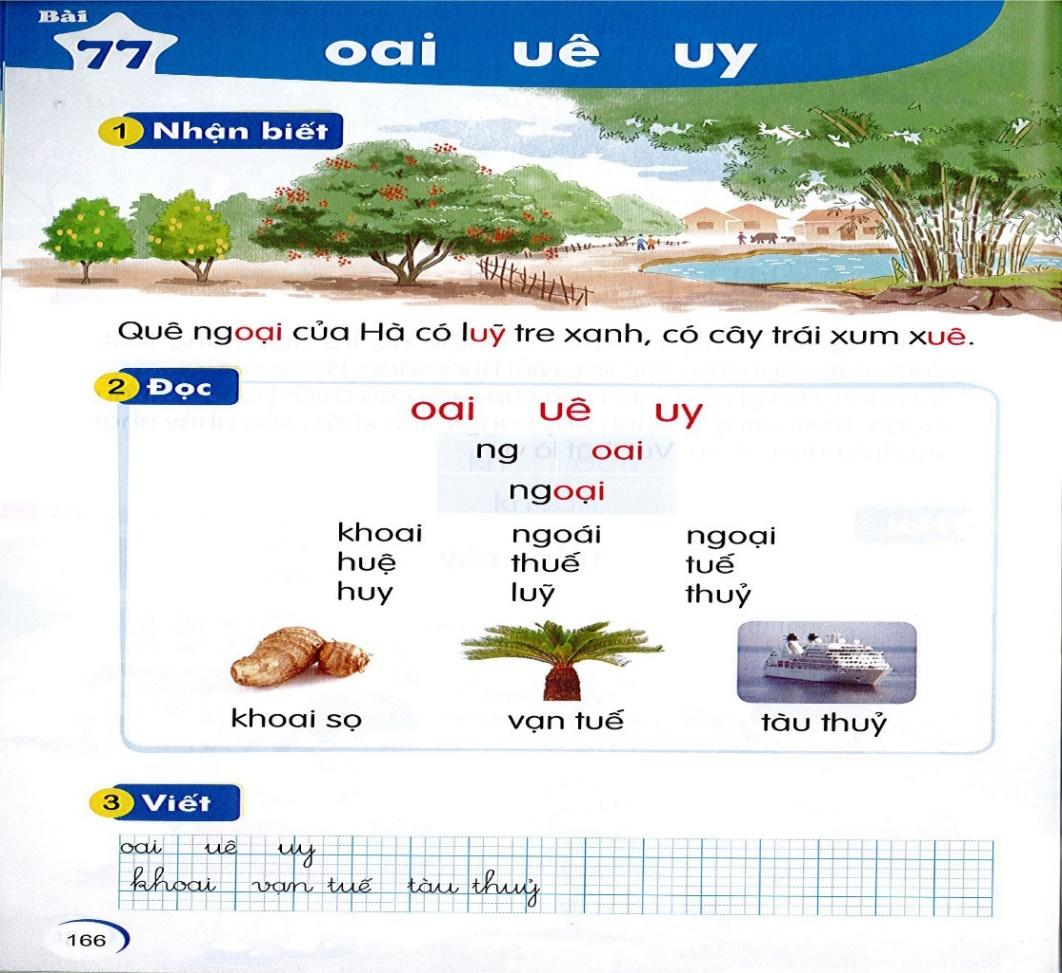 Bài
77
oai uê uy
1 Nhận biết
Quê ngoại của Hà có luỹ tre xanh, có cây trái xum xuê.
2 Đọc
oai uê uy
ng oai
ngoại
khoai ngoái ngoại
huệ thuế tuế
huy luỹ thuỷ
khoai sọ vạn tuế tàu thuỷ
3 Viết
oai uê uy
khoai vạn tuế tàu thuỷ
166